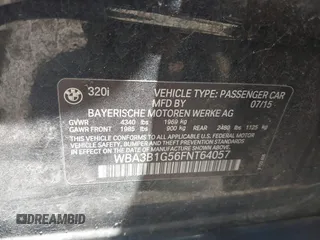 320i
VEHICLE TYPE: PASSENGER CAR
MFD BY 07/15
BAYERISCHE MOTOREN WERKE AG
GVWR 4340 lbs 1969 kg
GAWR FRONT 1985 lbs 900 kg REAR 2480 lbs 1125 kg
THIS VEHICLE CONFORMS TO ALL APPLICABLE U.S. FEDERAL MOTOR
VEHICLE SAFETY, BUMPER, AND THEFT PREVENTION STANDARDS
IN EFFECT ON THE DATE OF MANUFACTURE SHOWN ABOVE.
WBA3B1G56FNT64057
DREAMBID